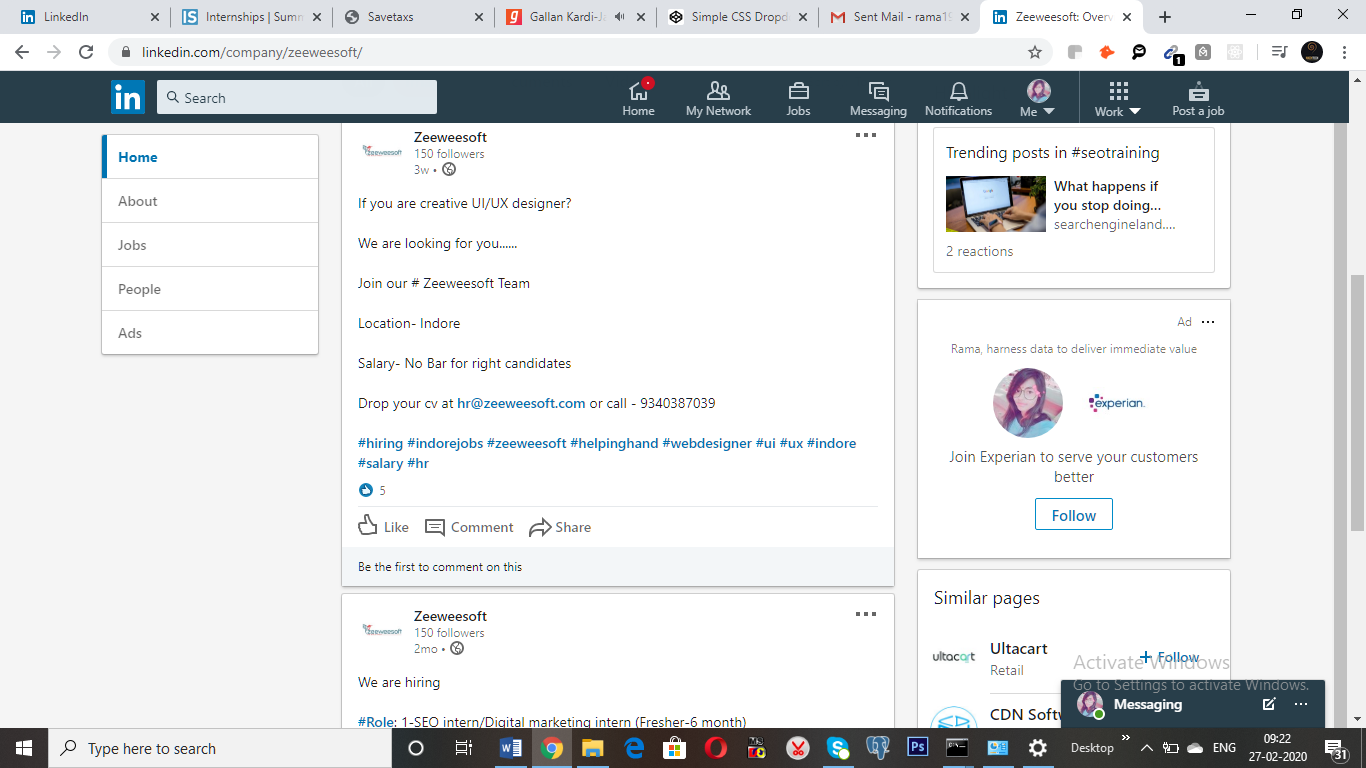 LinkedIn
Internships | Sumr
Savetaxs
Gallan Kardi-Ja
Simple CSS Dropd
Sent Mail - rama19
Zeeweesoft: Over
linkedin.com/company/zeeweesoft/
1
in
Search
Home
My Network
Jobs
Messaging
Notifications
Me
Work
Post a job
Home
About
Jobs
People
Ads
Zeeweesoft
Zeeweesoft
150 followers
3w •
If you are creative UI/UX designer?
We are looking for you......
Join our # Zeeweesoft Team
Location- Indore
Salary- No Bar for right candidates
Drop your cv at hr@zeeweesoft.com or call - 9340387039
#hiring #indorejobs #zeeweesoft #helpinghand #webdesigner #ui #ux #indore
#salary #hr
5
Like
Comment
Share
Be the first to comment on this
Zeeweesoft
Zeeweesoft
150 followers
2mo •
We are hiring
#Role: 1-SEO intern/Digital marketing intern (Fresher-6 month)
Trending posts in #seotraining
What happens if
you stop doing...
searchengineland....
2 reactions
Ad
Rama, harness data to deliver immediate value
experian.
Join Experian to serve your customers
better
Follow
Similar pages
ultacart
Ultacart
Retail
+ Follow
CDN Softw
Activate Windows
Go to Settings to activate Windows.
Messaging
Type here to search
Ps
Desktop
ENG
09:22
27-02-2020
31